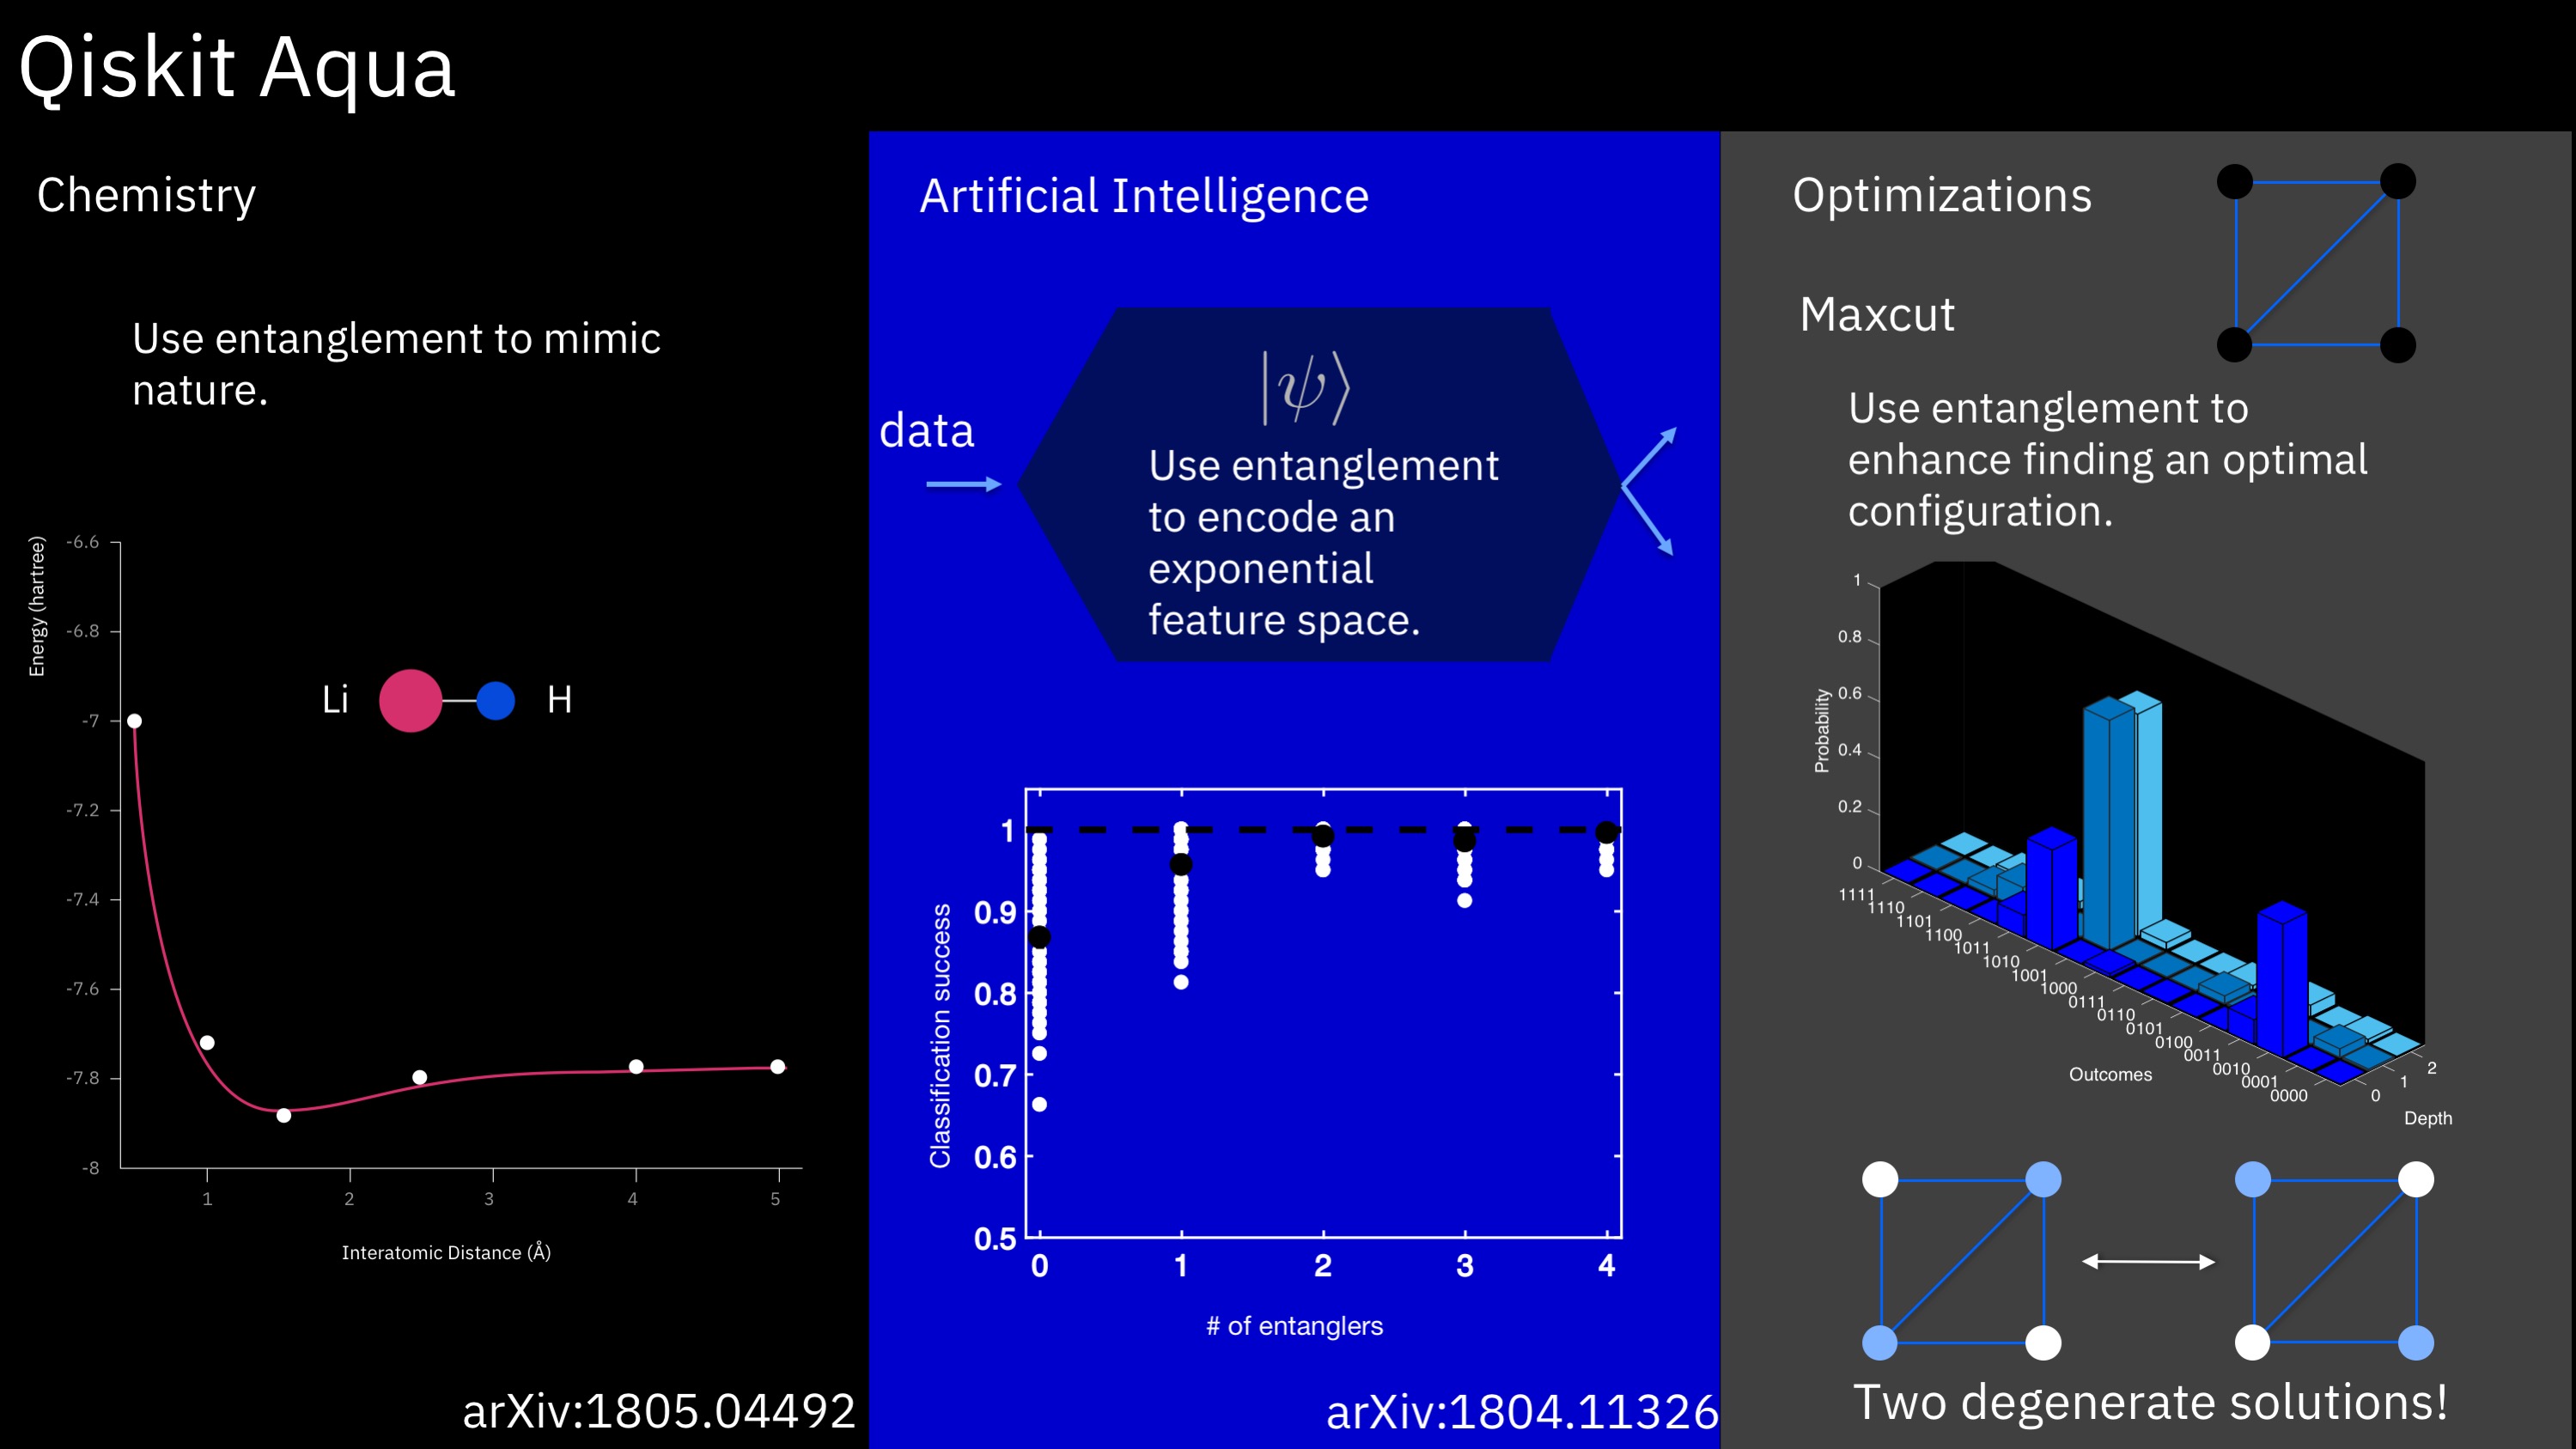 Qiskit Aqua
Chemistry
Use entanglement to mimic
nature.
Energy (hartree)
-6.6
-6.8
-7
-7.2
-7.4
-7.6
-7.8
-8
Li
H
1
2
3
4
5
Interatomic Distance (Å)
arXiv:1805.04492
Artificial Intelligence
data
|ψ⟩
Use entanglement
to encode an
exponential
feature space.
Classification success
1
0.9
0.8
0.7
0.6
0.5
0
1
2
3
4
# of entanglers
arXiv:1804.11326
Optimizations
Maxcut
Use entanglement to
enhance finding an optimal
configuration.
Probability
1
0.8
0.6
0.4
0.2
0
1111
1110
1101
1100
1011
1010
1001
1000
0111
0110
0101
0100
0011
0010
0001
0000
Outcomes
0
1
2
Depth
Two degenerate solutions!